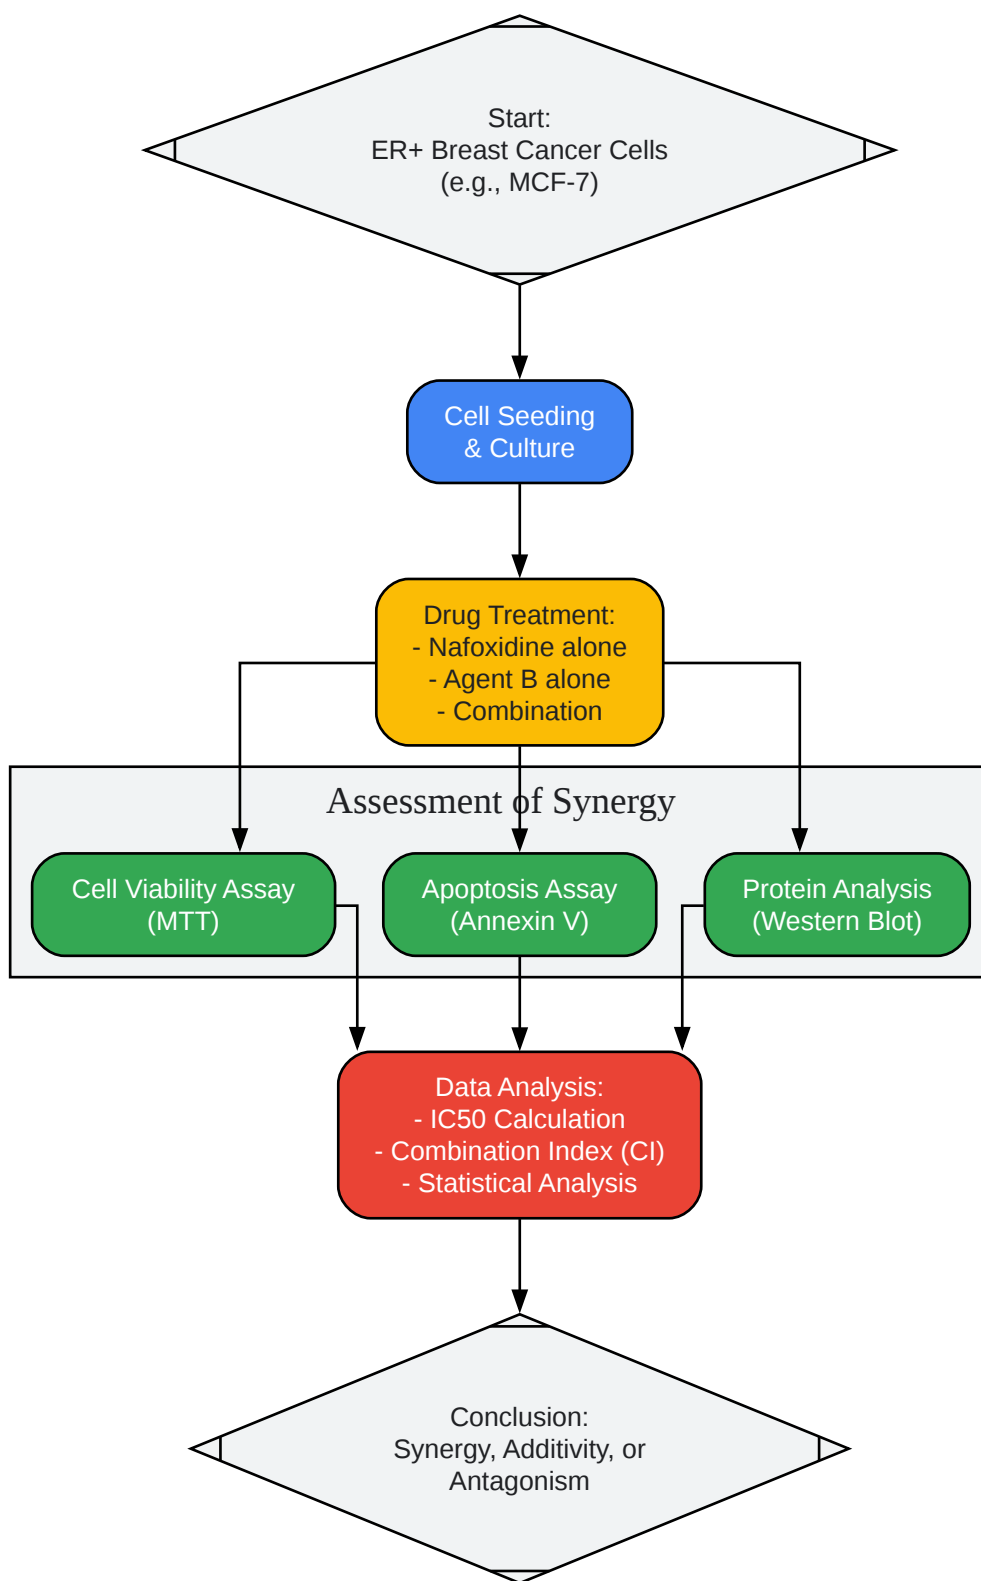 Start:
ER+ Breast Cancer Cells
(e.g., MCF-7)
Cell Seeding
& Culture
Drug Treatment:
- Nafoxidine alone
- Agent B alone
- Combination
Assessment of Synergy
Cell Viability Assay
(MTT)
Apoptosis Assay
(Annexin V)
Protein Analysis
(Western Blot)
Data Analysis:
- IC50 Calculation
- Combination Index (CI)
- Statistical Analysis
Conclusion:
Synergy, Additivity, or
Antagonism